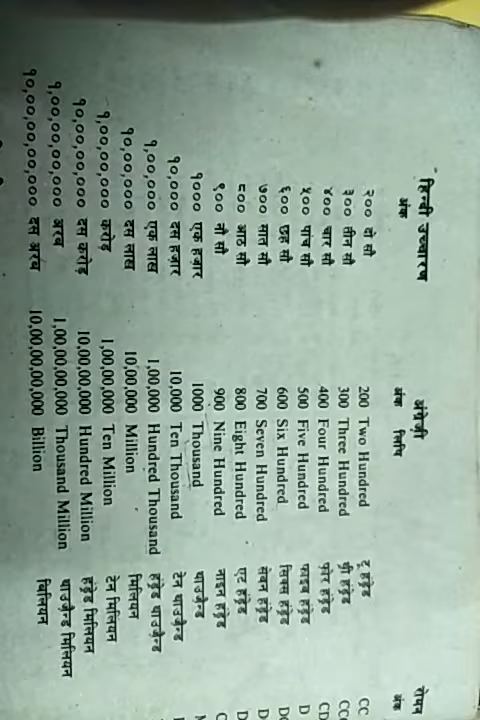 हिन्दी उच्चारण अंग्रेजी रोमन
अंक अंक लिपि अंक
२०० दो सौ 200 Two Hundred टू हंड्रेड CC
३०० तीन सौ 300 Three Hundred थ्री हंड्रेड CC
४०० चार सौ 400 Four Hundred फोर हंड्रेड CD
५०० पांच सौ 500 Five Hundred फाइव हंड्रेड D
६०० छह सौ 600 Six Hundred सिक्स हंड्रेड DC
७०० सात सौ 700 Seven Hundred सेवन हंड्रेड D
८०० आठ सौ 800 Eight Hundred एट हंड्रेड D
९०० नौ सौ 900 Nine Hundred नाइन हंड्रेड C
१००० एक हज़ार 1000 Thousand थाउज़ैन्ड
१०,००० दस हज़ार 10,000 Ten Thousand टेन थाउज़ैन्ड
१,००,००० एक लाख 1,00,000 Hundred Thousand हंड्रेड थाउज़ैन्ड
१०,००,००० दस लाख 10,00,000 Million मिलियन
१,००,००,००० करोड़ 1,00,00,000 Ten Million टेन मिलियन
१०,००,००,००० दस करोड़ 10,00,00,000 Hundred Million हंड्रेड मिलियन
१,००,००,००,००० अरब 1,00,00,00,000 Thousand Million थाउज़ैन्ड मिलियन
१०,००,००,००,००० दस अरब 10,00,00,00,000 Billion बिलियन